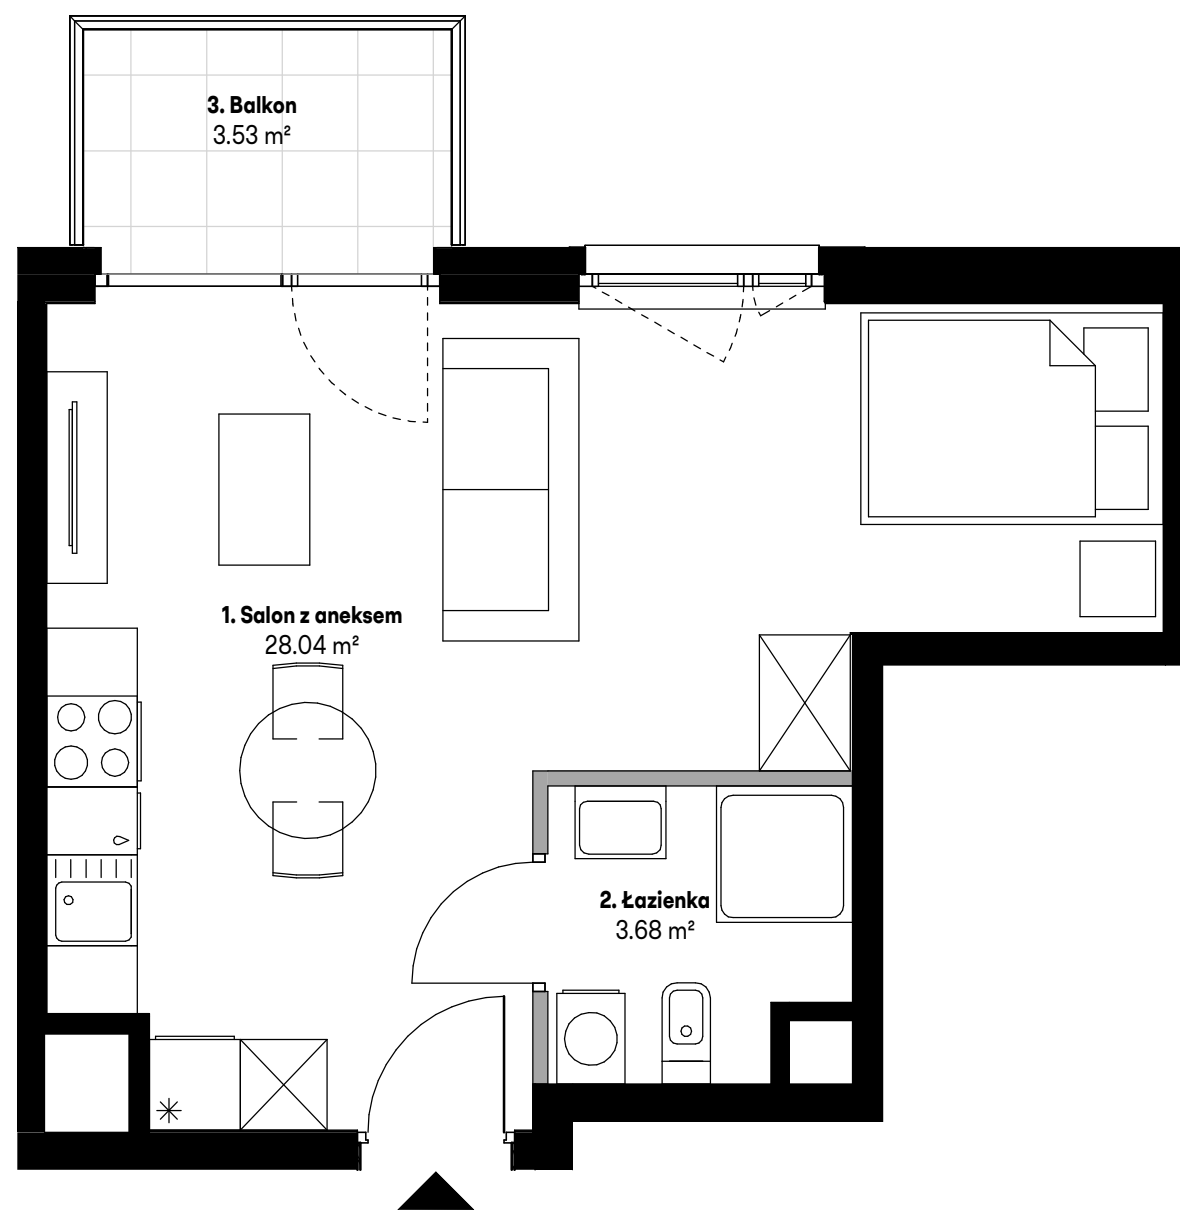 3. Balkon
3.53 m²
1. Salon z aneksem
28.04 m²
2. Łazienka
3.68 m²